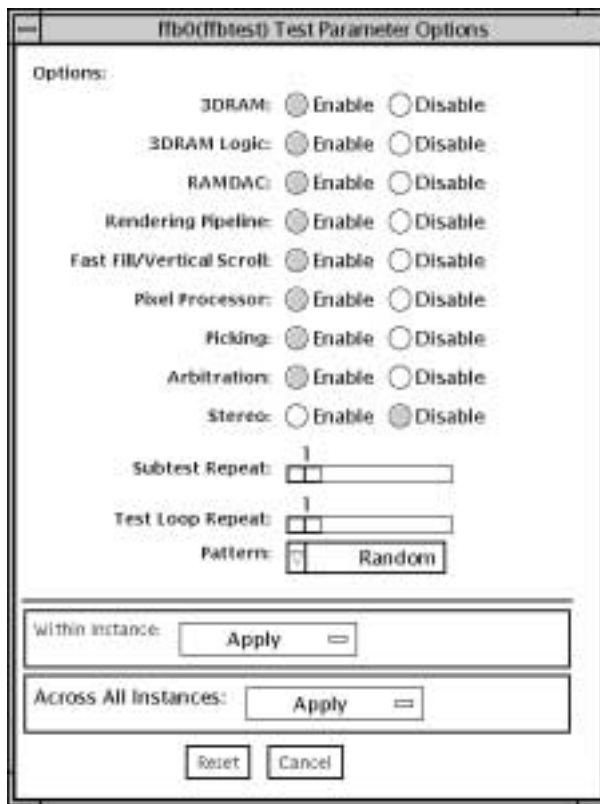 ffb0(ffbtest) Test Parameter Options
Options:
3DRAM: Enable Disable
3DRAM Logic: Enable Disable
RAMDAC: Enable Disable
Rendering Pipeline: Enable Disable
Fast Fill/Vertical Scroll: Enable Disable
Pixel Processor: Enable Disable
Picking: Enable Disable
Arbitration: Enable Disable
Stereo: Enable Disable
1
Subtest Repeat:
1
Test Loop Repeat:
Pattern: Random
Within Instance: Apply
Across All Instances: Apply
Reset Cancel